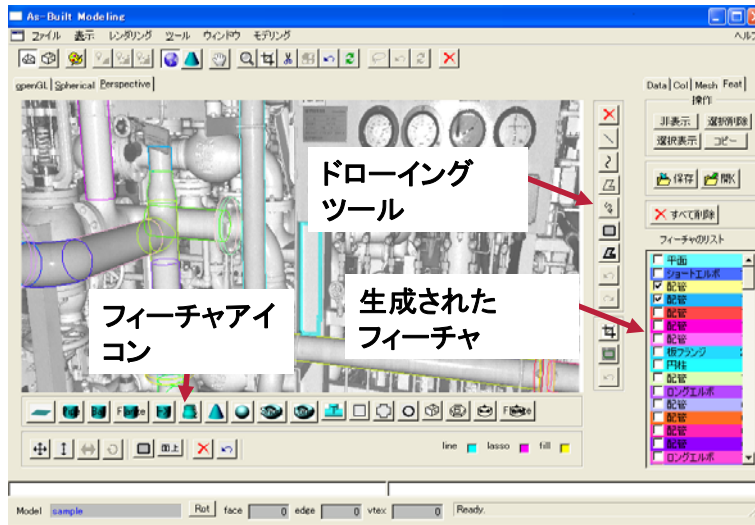 As-Built Modeling
ファイル 表示 レンダリング ツール ウィンドウ モデリング ヘルプ
openGL Spherical Perspective
Data Col Mesh Feat
操作
非表示 選択削除
選択表示 コピー
保存 開く
すべて削除
フィーチャのリスト
平面
ショートエルボ
配管
配管
配管
配管
配管
板フランジ
円柱
配管
ロングエルボ
配管
配管
配管
配管
ロングエルボ
ドローイング
ツール
生成された
フィーチャ
フィーチャアイ
コン
面上
line lasso fill
Model sample Rot face 0 edge 0 vtex 0 Ready.